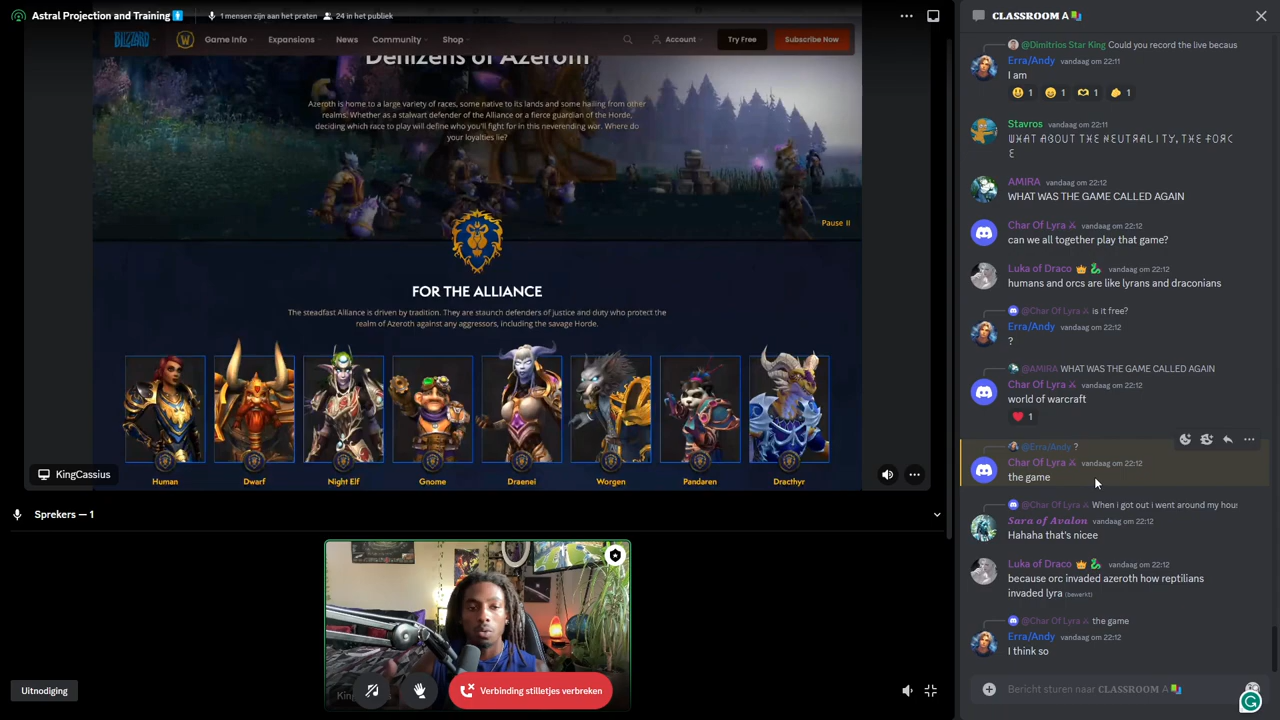 Astral Projection and Training
1 mensen zijn aan het praten
24 in het publiek
BLIZZARD
Game Info
Expansions
News
Community
Shop
Account
Try Free
Subscribe Now
Denizens of Azeroth
Azeroth is home to a large variety of races, some native to its lands and some hailing from other
realms. Whether as a stalwart defender of the Alliance or a fierce guardian of the Horde,
deciding which race to play will define who you'll fight for in this neverending war. Where do
your loyalties lie?
Pause II
FOR THE ALLIANCE
The steadfast Alliance is driven by tradition. They are staunch defenders of justice and duty who protect the
realm of Azeroth against any aggressors, including the savage Horde.
Human
Dwarf
Night Elf
Gnome
Draenei
Worgen
Pandaren
Dracthyr
KingCassius
Sprekers — 1
Uitnodiging
Verbinding stilletjes verbreken
CLASSROOM A
@Dimitrios Star King Could you record the live becaus
Erra/Andy vandaag om 22:11
I am
1 1 1 1
Stavros vandaag om 22:11
WHAT ABOUT THE NEUTRALITY, THE FORC
E
AMIRA vandaag om 22:12
WHAT WAS THE GAME CALLED AGAIN
Char Of Lyra vandaag om 22:12
can we all together play that game?
Luka of Draco vandaag om 22:12
humans and orcs are like lyrans and draconians
@Char Of Lyra is it free?
Erra/Andy vandaag om 22:12
?
@AMIRA WHAT WAS THE GAME CALLED AGAIN
Char Of Lyra vandaag om 22:12
world of warcraft
1
@Erra/Andy ?
Char Of Lyra vandaag om 22:12
the game
@Char Of Lyra When i got out i went around my hous
Sara of Avalon vandaag om 22:12
Hahaha that's nicee
Luka of Draco vandaag om 22:12
because orc invaded azeroth how reptilians
invaded lyra (bewerkt)
@Char Of Lyra the game
Erra/Andy vandaag om 22:12
I think so
Bericht sturen naar CLASSROOM A